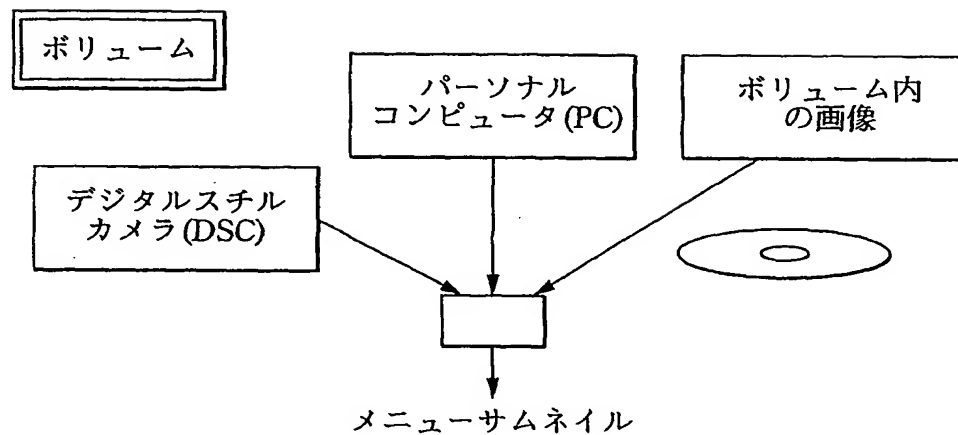 ボリューム
パーソナル
コンピュータ(PC)
ボリューム内
の画像
デジタルスチル
カメラ(DSC)
メニューサムネイル